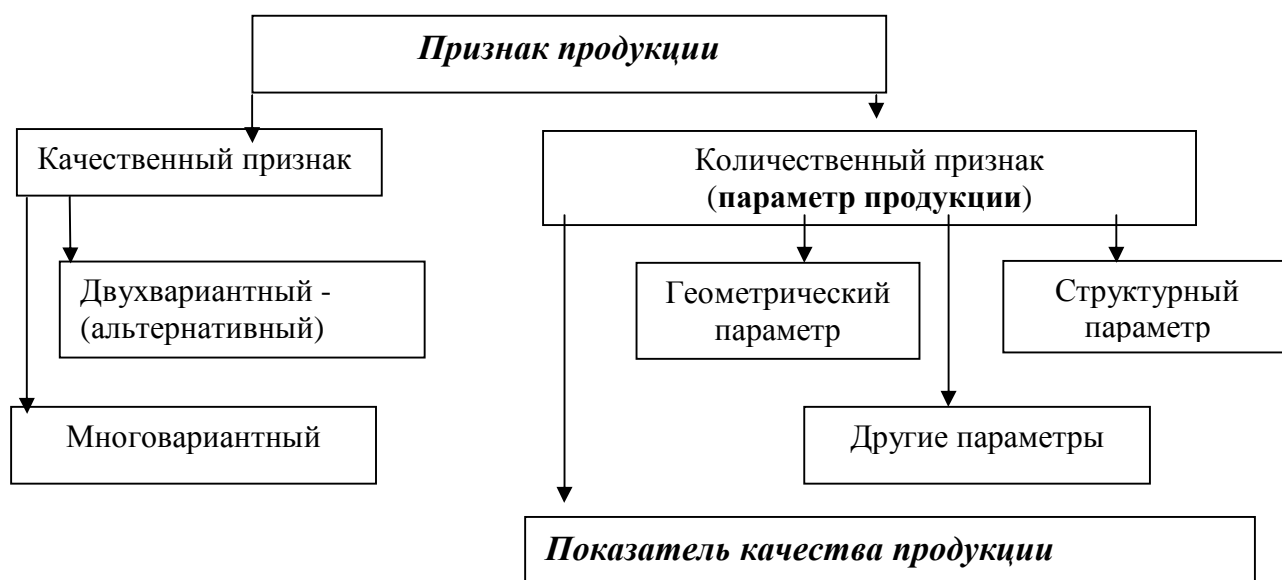 Признак продукции
Качественный признак
Количественный признак
(параметр продукции)
Двухвариантный -
(альтернативный)
Геометрический
параметр
Структурный
параметр
Многовариантный
Другие параметры
Показатель качества продукции